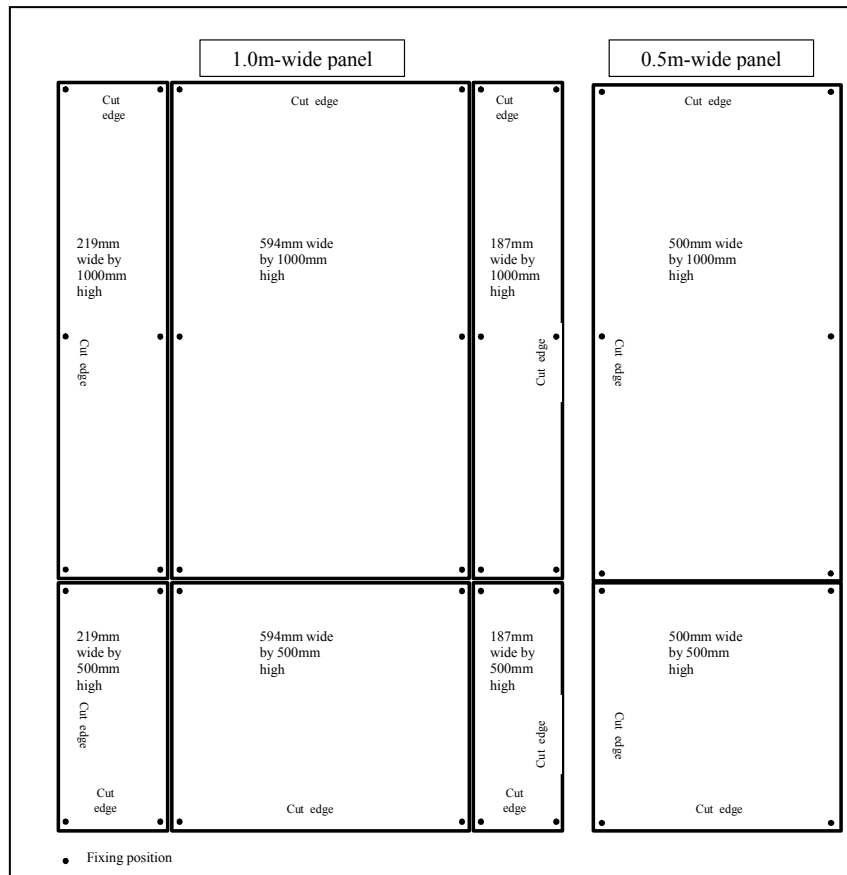 1.0m-wide panel
0.5m-wide panel
Cut
edge
Cut edge
Cut
edge
Cut edge
219mm
wide by
1000mm
high
594mm wide
by 1000mm
high
187mm
wide by
1000mm
high
500mm wide
by 1000mm
high
Cut edge
Cut edge
Cut edge
219mm
wide by
500mm
high
594mm wide
by 500mm
high
187mm
wide by
500mm
high
500mm wide
by 500mm
high
Cut edge
Cut edge
Cut edge
Cut
edge
Cut edge
Cut
edge
Cut edge
Fixing position